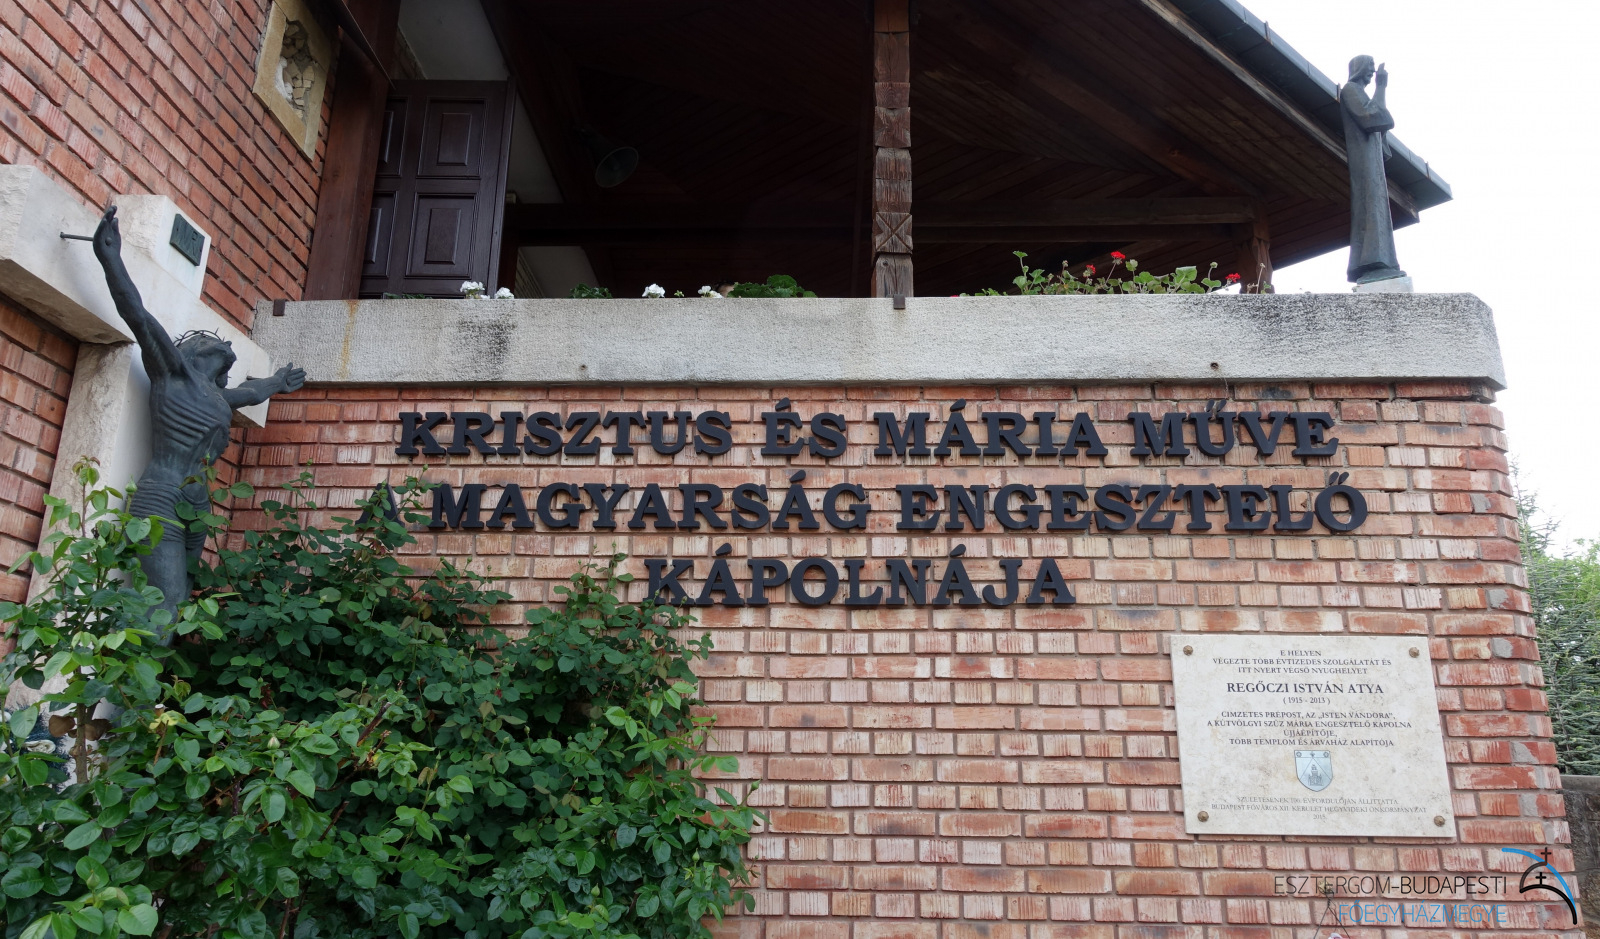 INRI
KRISZTUS ÉS MÁRIA MŰVE
A MAGYARSÁG ENGESZTELŐ
KÁPOLNÁJA
E HELYEN
VÉGEZTE TÖBB ÉVTIZEDES SZOLGÁLATÁT ÉS
ITT NYERT VÉGSŐ NYUGHELYET
REGŐCZI ISTVÁN ATYA
(1915 - 2013)
CÍMZETES PRÉPOST, AZ „ISTEN VÁNDORA”,
A KÚTVÖLGYI SZŰZ MÁRIA ENGESZTELŐ KÁPOLNA
ÚJJÁÉPÍTŐJE,
TÖBB TEMPLOM ÉS ÁRVAHÁZ ALAPÍTÓJA
SZÜLETÉSÉNEK 100. ÉVFORDULÓJÁN ÁLLÍTTATTA
BUDAPEST FŐVÁROS XII. KERÜLET HEGYVIDÉKI ÖNKORMÁNYZAT
2015.
ESZTERGOM-BUDAPESTI
FŐEGYHÁZMEGYE